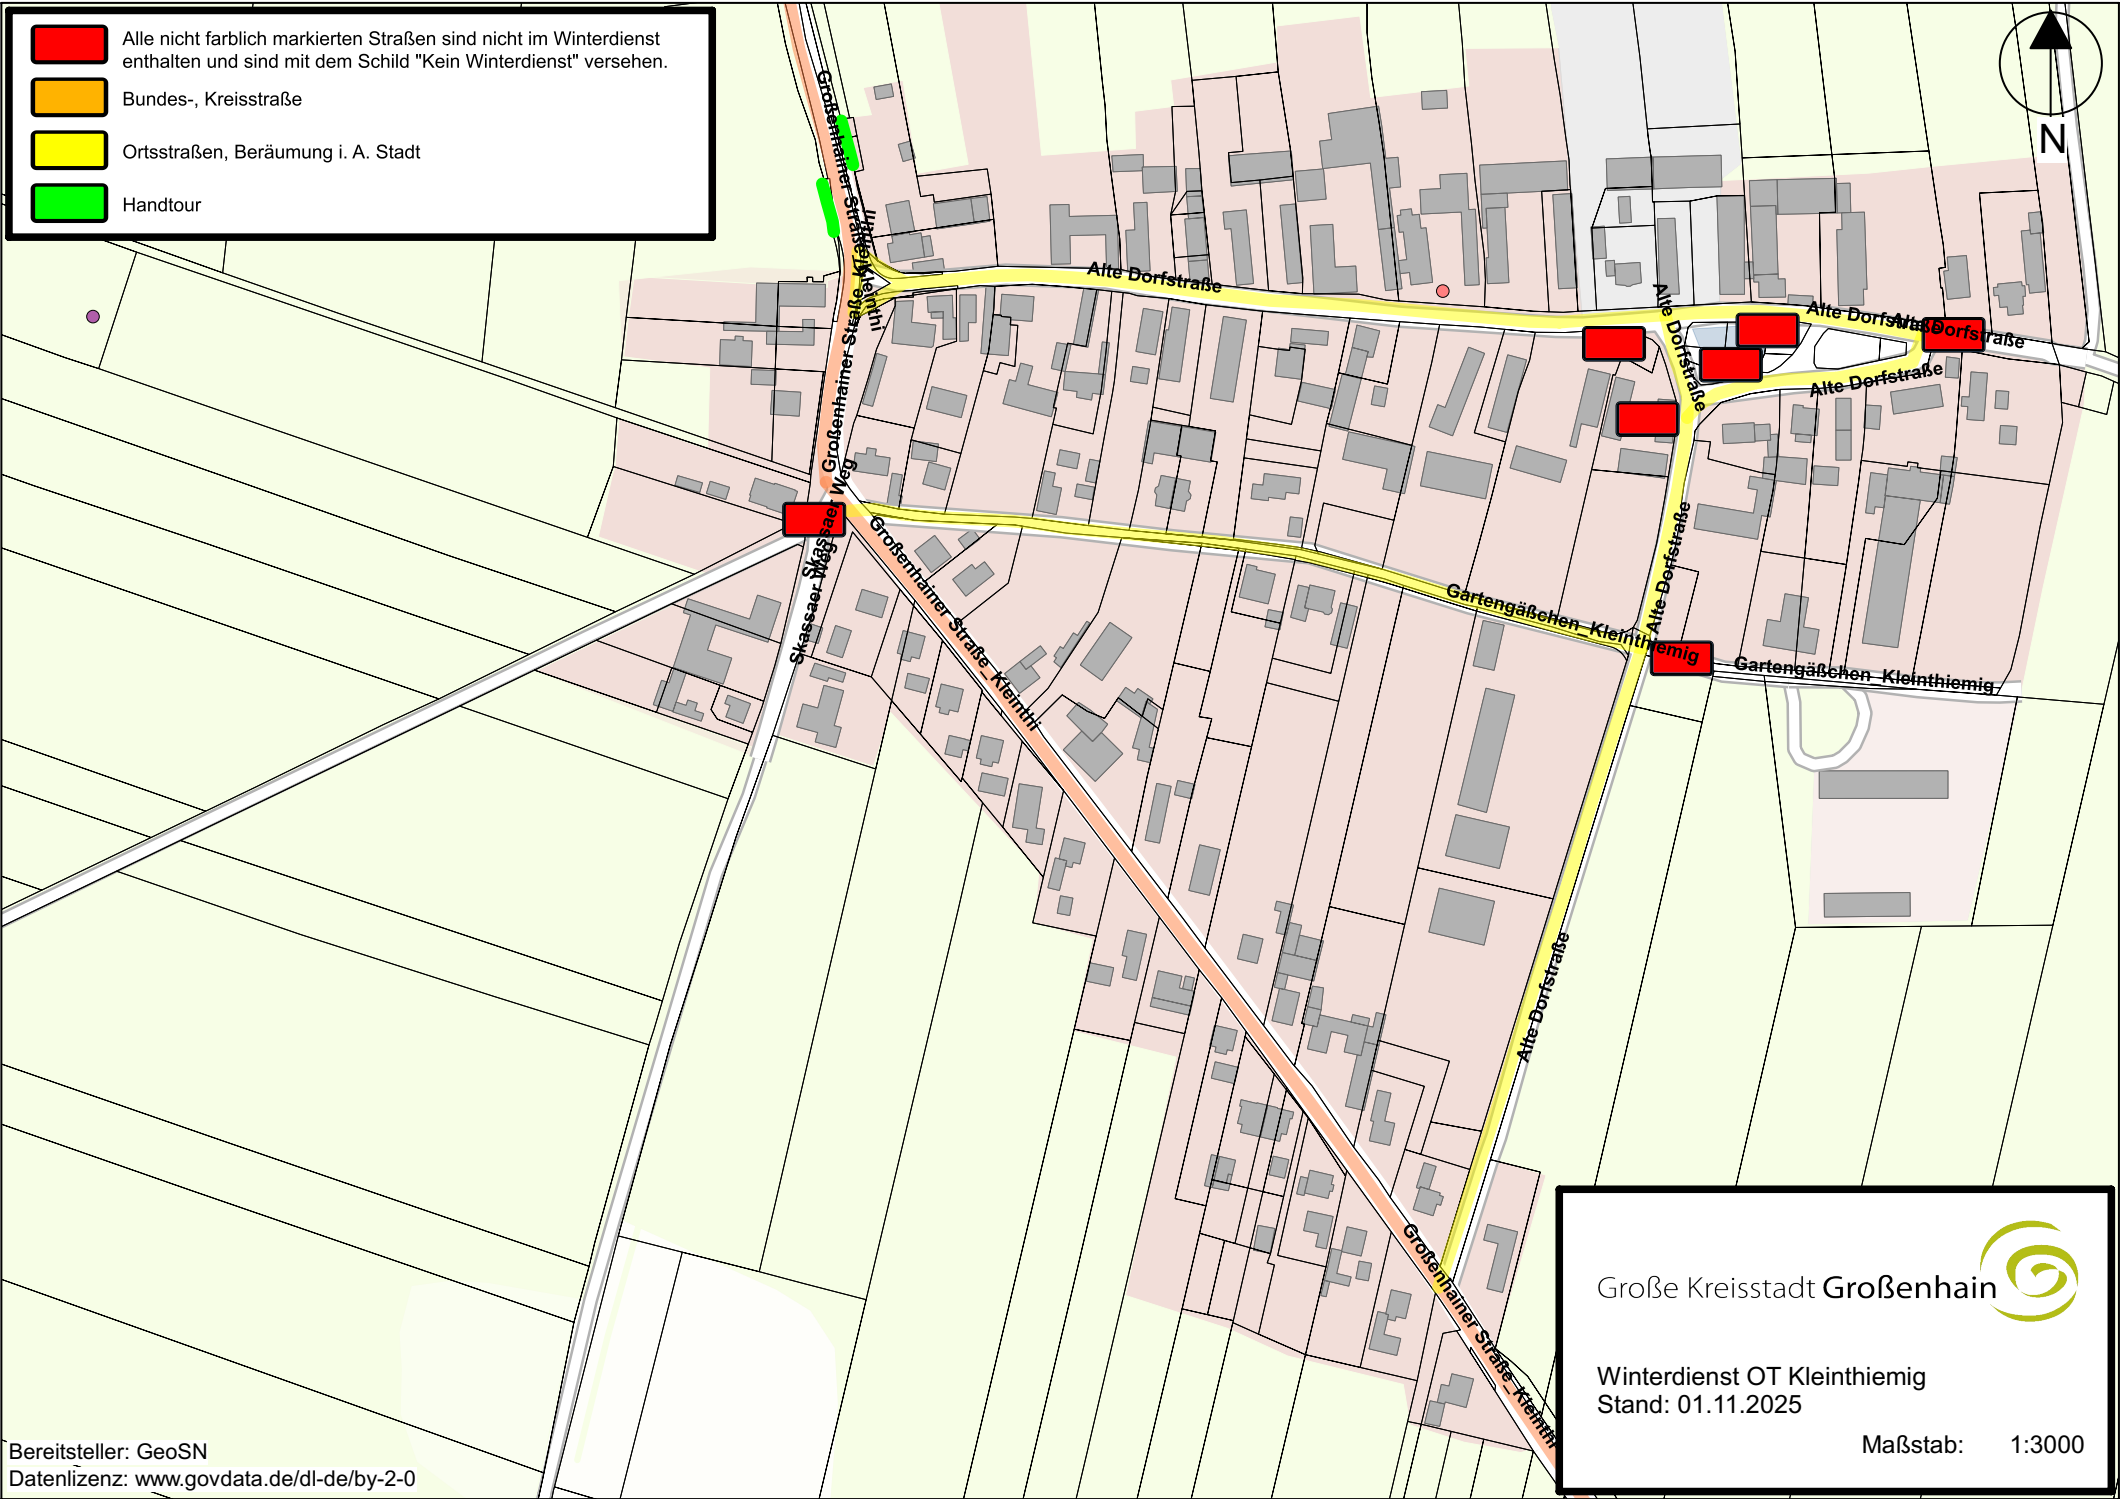 Alle nicht farblich markierten Straßen sind nicht im Winterdienst
enthalten und sind mit dem Schild "Kein Winterdienst" versehen.
Bundes-, Kreisstraße
Ortsstraßen, Beräumung i. A. Stadt
Handtour
N
Großenhainer Straße_Kleinthi
Alte Dorfstraße
Alte Dorfstraße
Alte Dorfstraße
Alte Dorfstraße
Alte Dorfstraße
Großenhainer Straße
Skassaer Weg
Skassaer Weg
Großenhainer Straße_Kleinthi
Alte Dorfstraße
Gartengäßchen_Kleinthiemig
Gartengäßchen_Kleinthiemig
Alte Dorfstraße
Großenhainer Straße_Kleinthi
Große Kreisstadt Großenhain
Winterdienst OT Kleinthiemig
Stand: 01.11.2025
Maßstab: 1:3000
Bereitsteller: GeoSN
Datenlizenz: www.govdata.de/dl-de/by-2-0